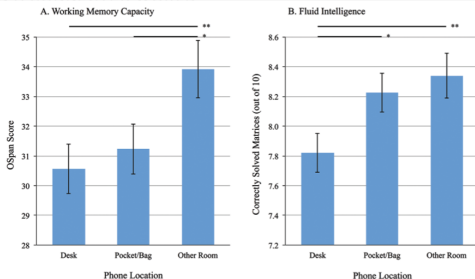 A. Working Memory Capacity
**
*
35
34
33
32
31
30
29
28
OSpan Score
Desk Pocket/Bag Other Room
Phone Location
B. Fluid Intelligence
* **
8.8
8.6
8.4
8.2
8.0
7.8
7.6
7.4
7.2
Correctly Solved Matrices (out of 10)
Desk Pocket/Bag Other Room
Phone Location